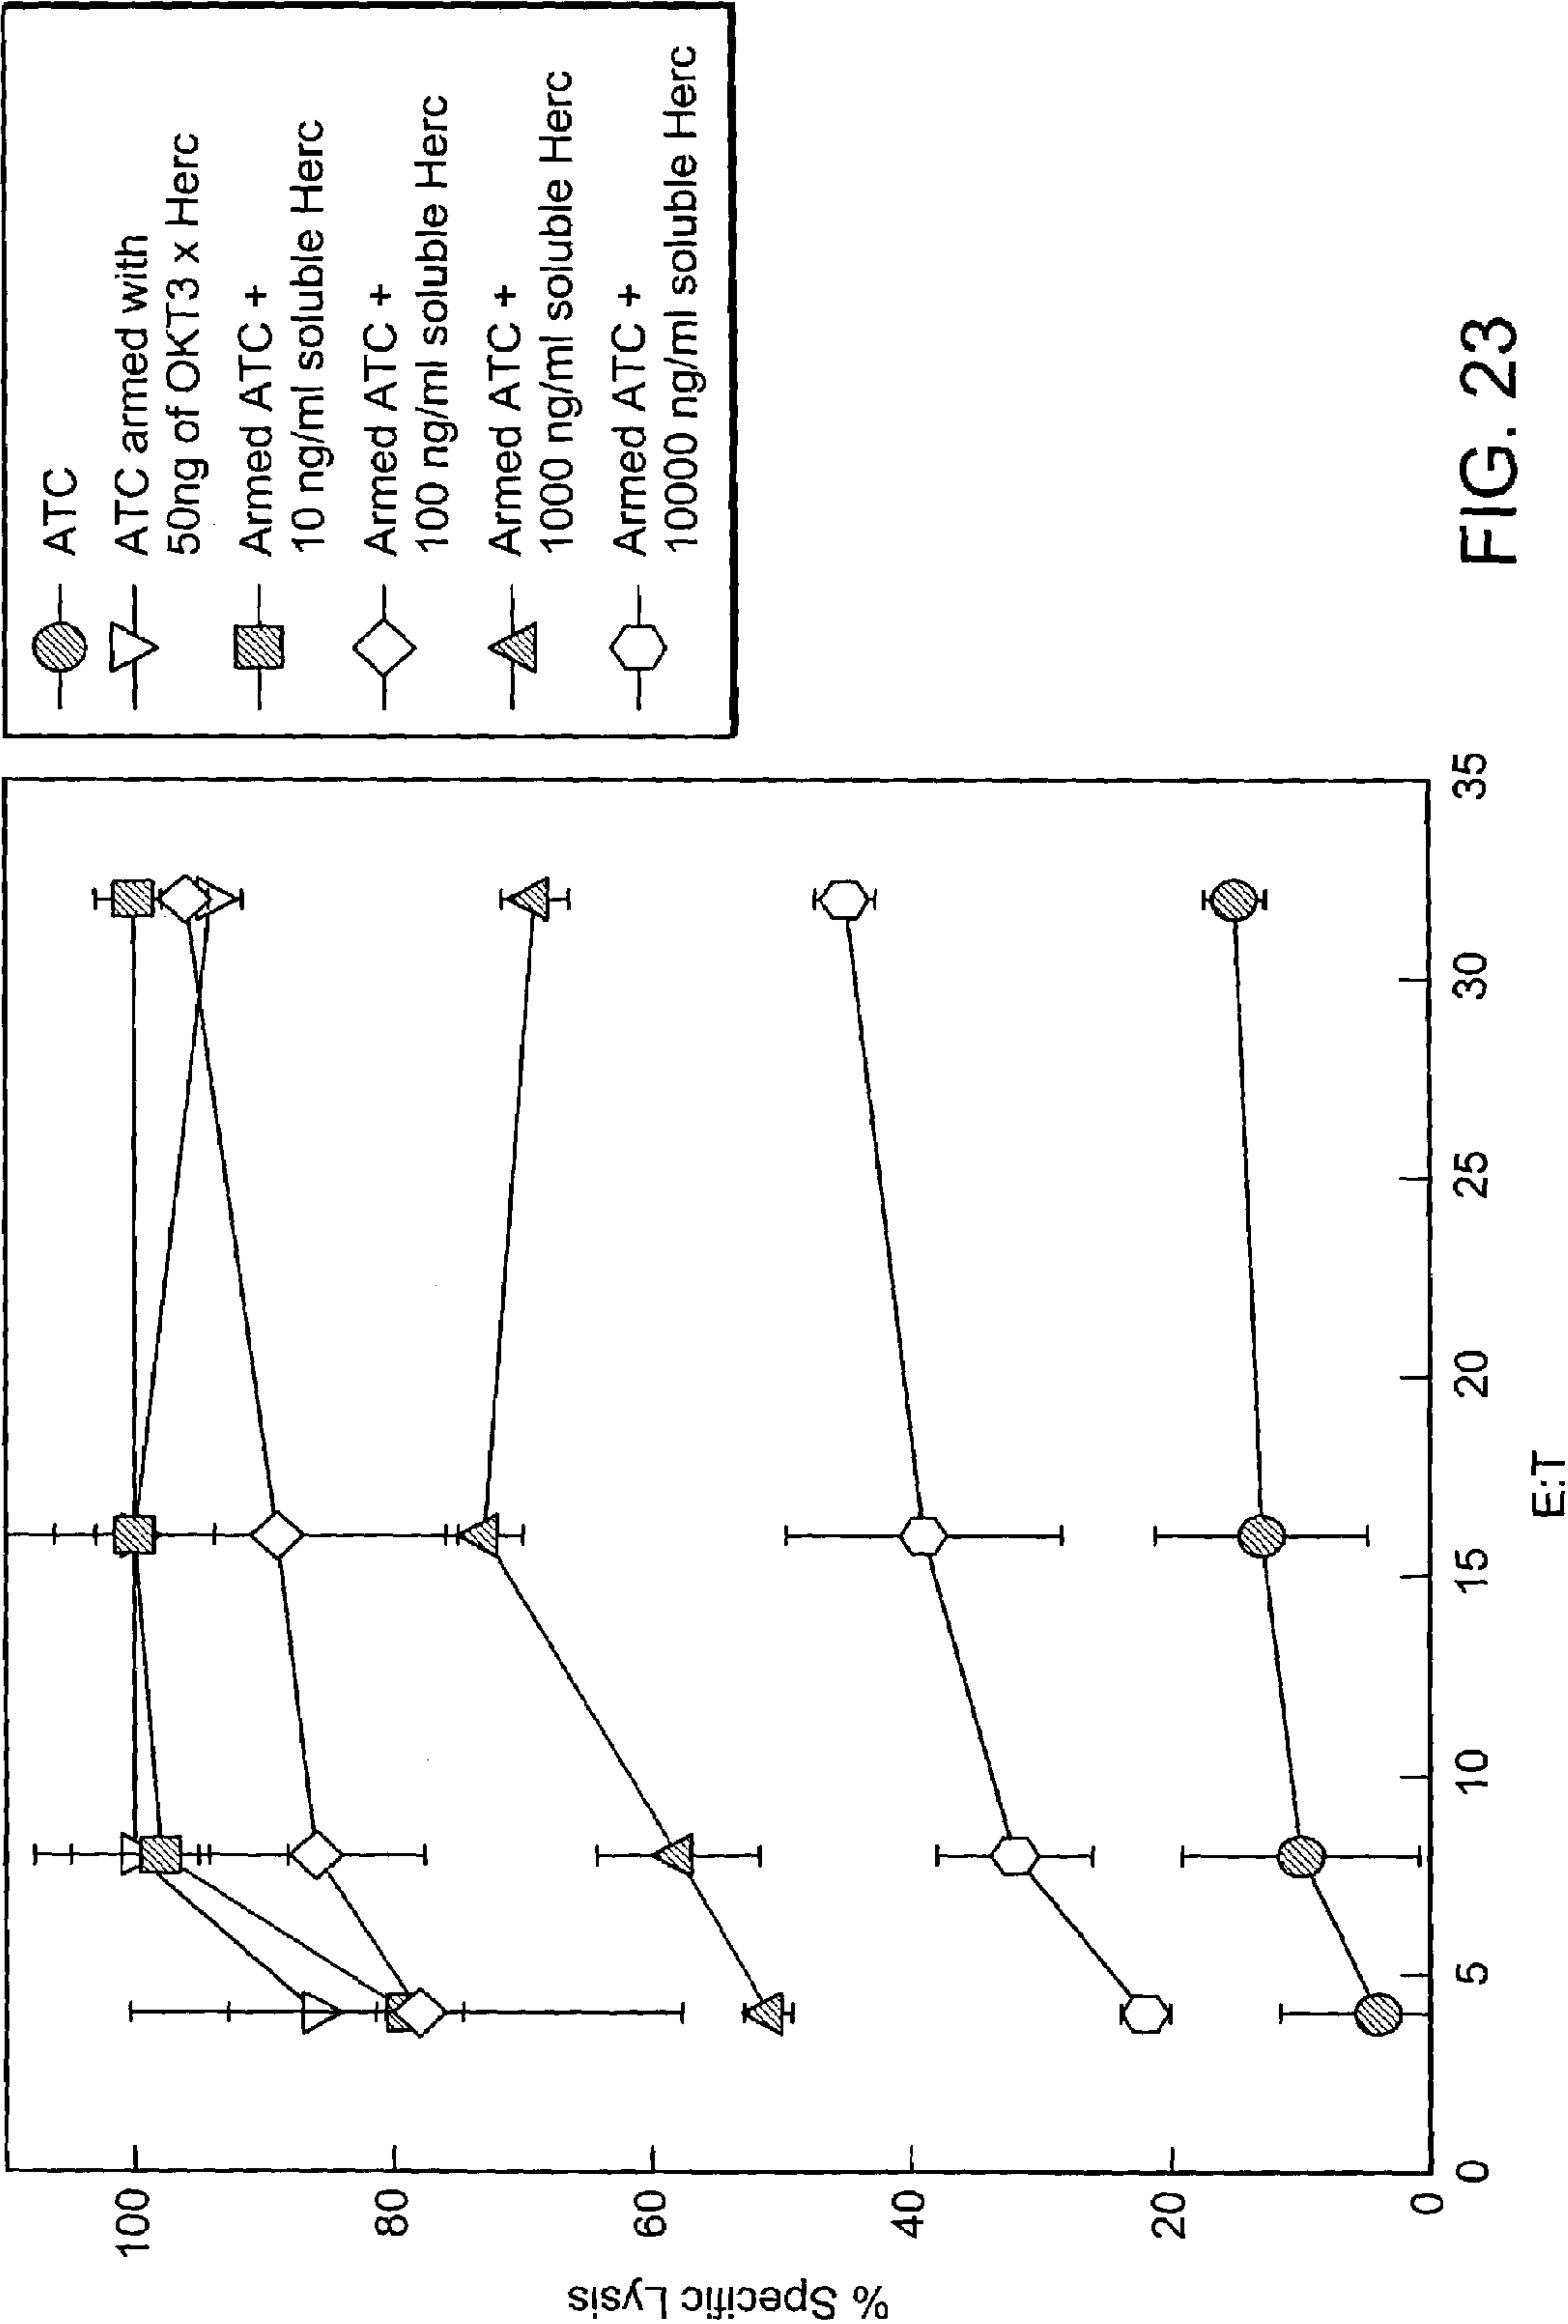 % Specific Lysis
100
80
60
40
20
0
0
5
10
15
20
25
30
35
E:T
ATC
ATC armed with
50ng of OKT3 x Herc
Armed ATC +
10 ng/ml soluble Herc
Armed ATC +
100 ng/ml soluble Herc
Armed ATC +
1000 ng/ml soluble Herc
Armed ATC +
10000 ng/ml soluble Herc
FIG. 23